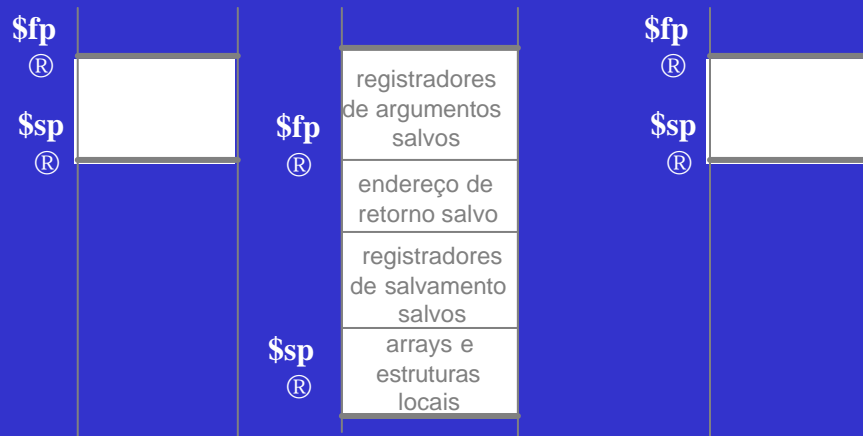 $fp
®
$sp
®
$fp
®
$sp
®
registradores
de argumentos
salvos
endereço de
retorno salvo
registradores
de salvamento
salvos
arrays e
estruturas
locais
$fp
®
$sp
®